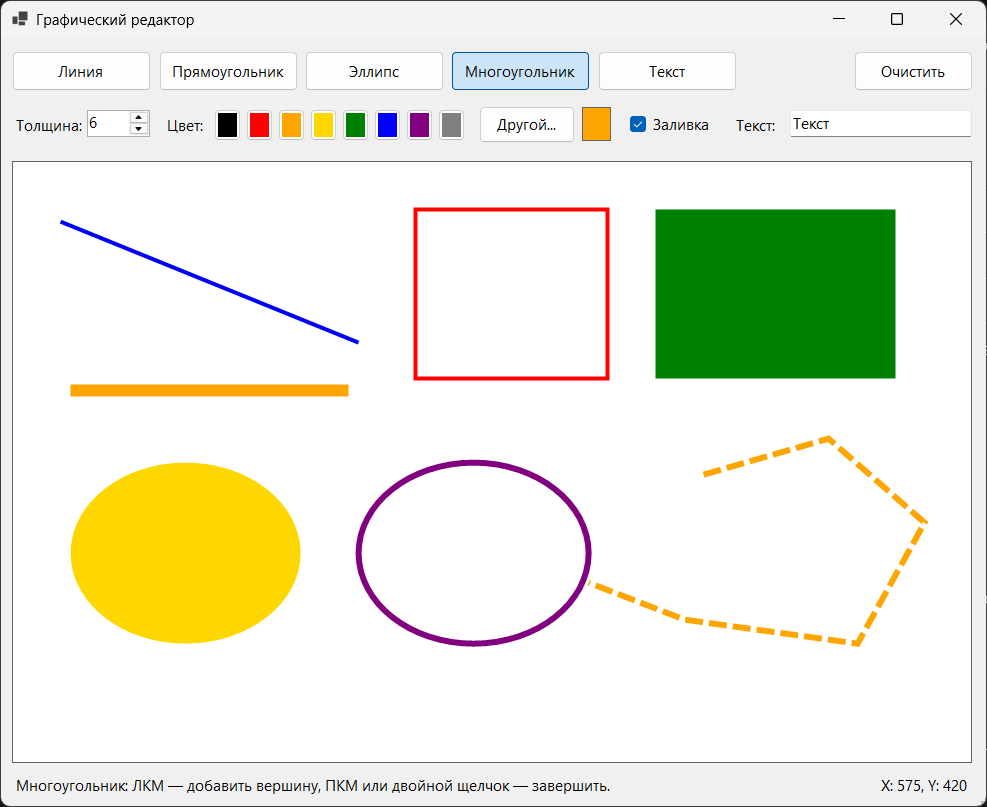 Графический редактор
Линия Прямоугольник Эллипс Многоугольник Текст Очистить
Толщина: 6 Цвет: Другой... Заливка Текст: Текст
Многоугольник: ЛКМ — добавить вершину, ПКМ или двойной щелчок — завершить. X: 575, Y: 420